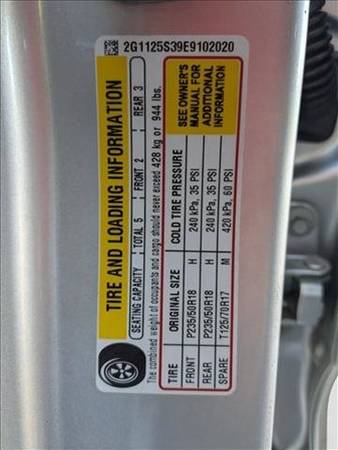 2G1125S39E9102020
TIRE AND LOADING INFORMATION
SEATING CAPACITY TOTAL 5 FRONT 2 REAR 3
The combined weight of occupants and cargo should never exceed 428 kg or 944 lbs.
TIRE ORIGINAL SIZE COLD TIRE PRESSURE
FRONT P235/50R18 H 240 kPa, 35 PSI
REAR P235/50R18 H 240 kPa, 35 PSI
SPARE T125/70R17 M 420 kPa, 60 PSI
SEE OWNER'S
MANUAL FOR
ADDITIONAL
INFORMATION